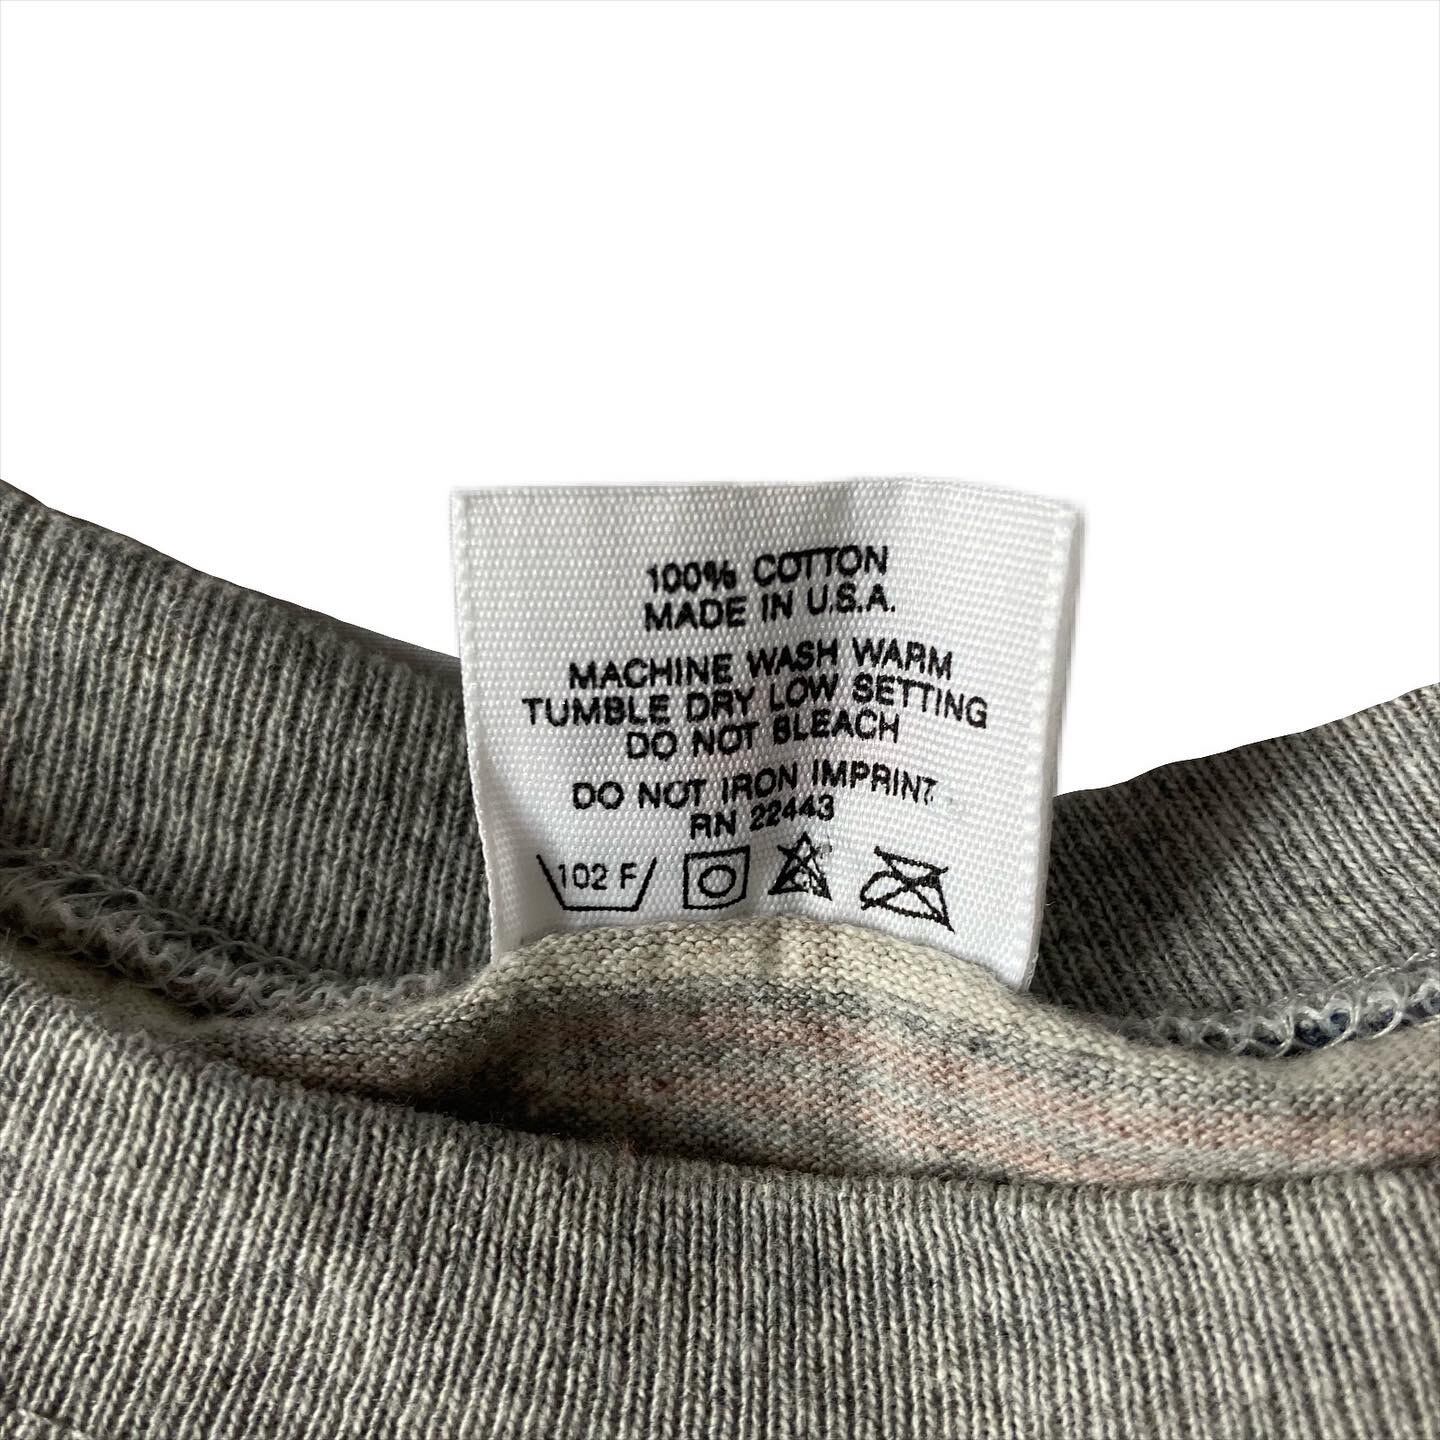 100% COTTON
MADE IN U.S.A.
MACHINE WASH WARM
TUMBLE DRY LOW SETTING
DO NOT BLEACH
DO NOT IRON IMPRINT
RN 22443
102 F